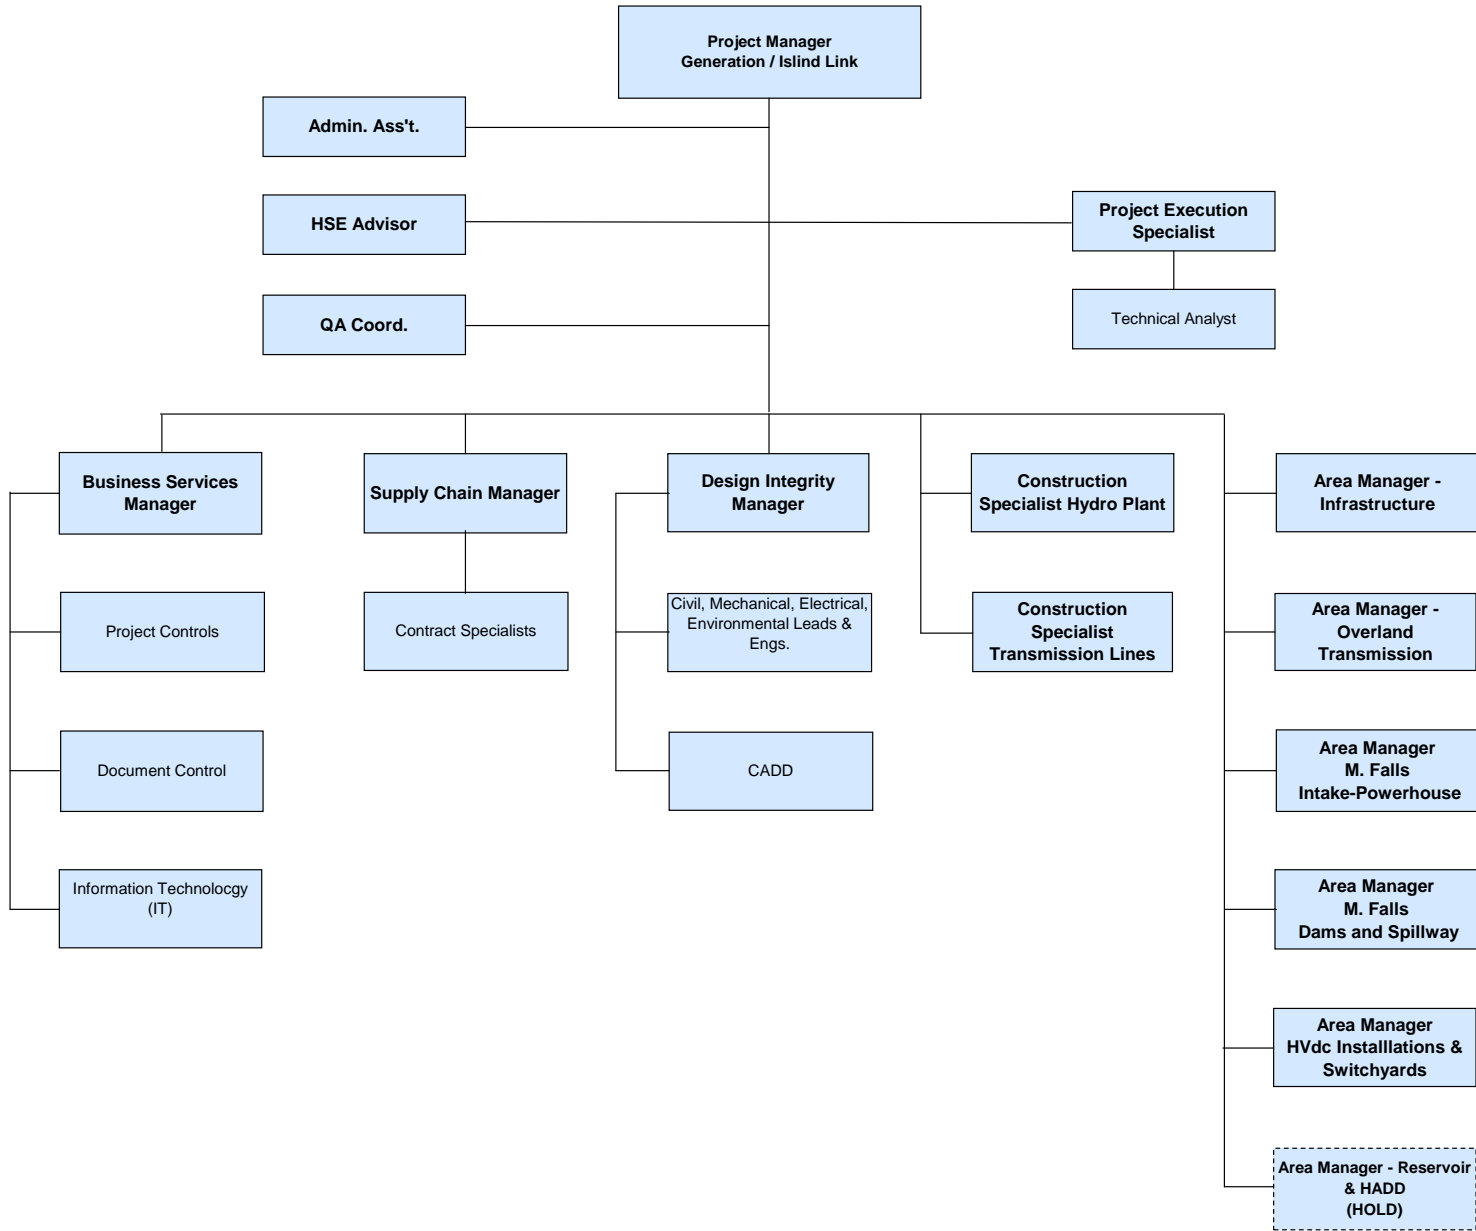 Project Manager
Generation / Islind Link
Admin. Ass't.
HSE Advisor
Project Execution
Specialist
QA Coord.
Technical Analyst
Business Services
Manager
Supply Chain Manager
Design Integrity
Manager
Construction
Specialist Hydro Plant
Area Manager -
Infrastructure
Project Controls
Contract Specialists
Civil, Mechanical, Electrical,
Environmental Leads &
Engs.
Construction
Specialist
Transmission Lines
Area Manager -
Overland
Transmission
Document Control
CADD
Area Manager
M. Falls
Intake-Powerhouse
Information Technolocgy
(IT)
Area Manager
M. Falls
Dams and Spillway
Area Manager
HVdc Installlations &
Switchyards
Area Manager - Reservoir
& HADD
(HOLD)